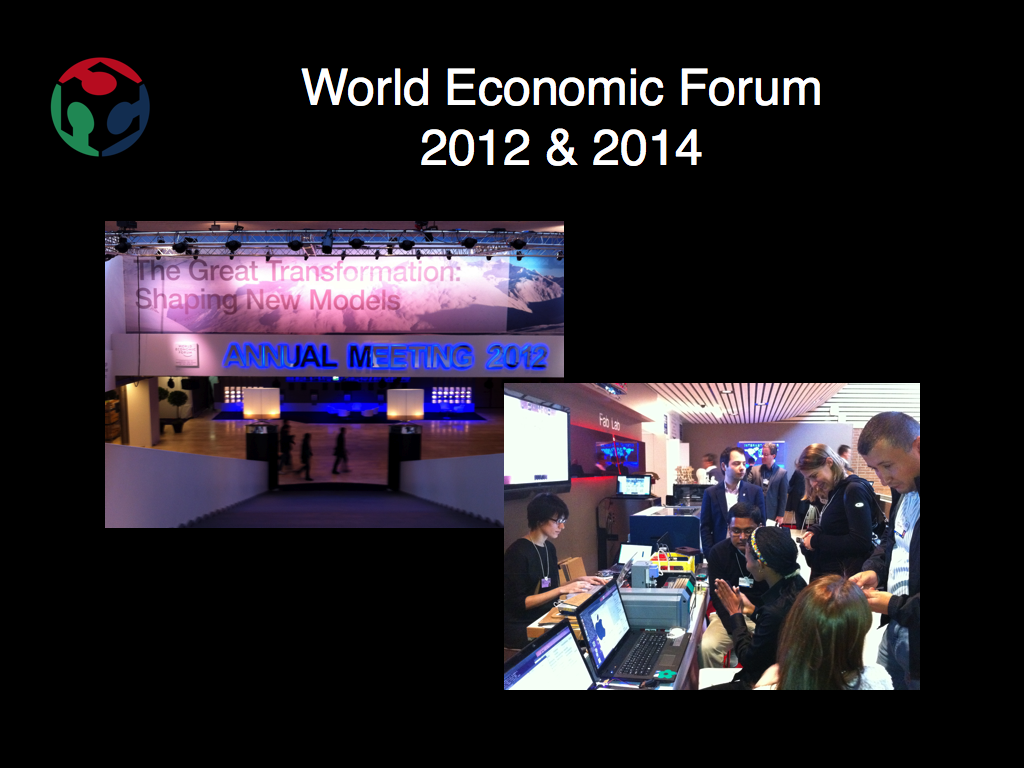 World Economic Forum
2012 & 2014
The Great Transformation:
Shaping New Models
ANNUAL MEETING 2012
Fab Lab